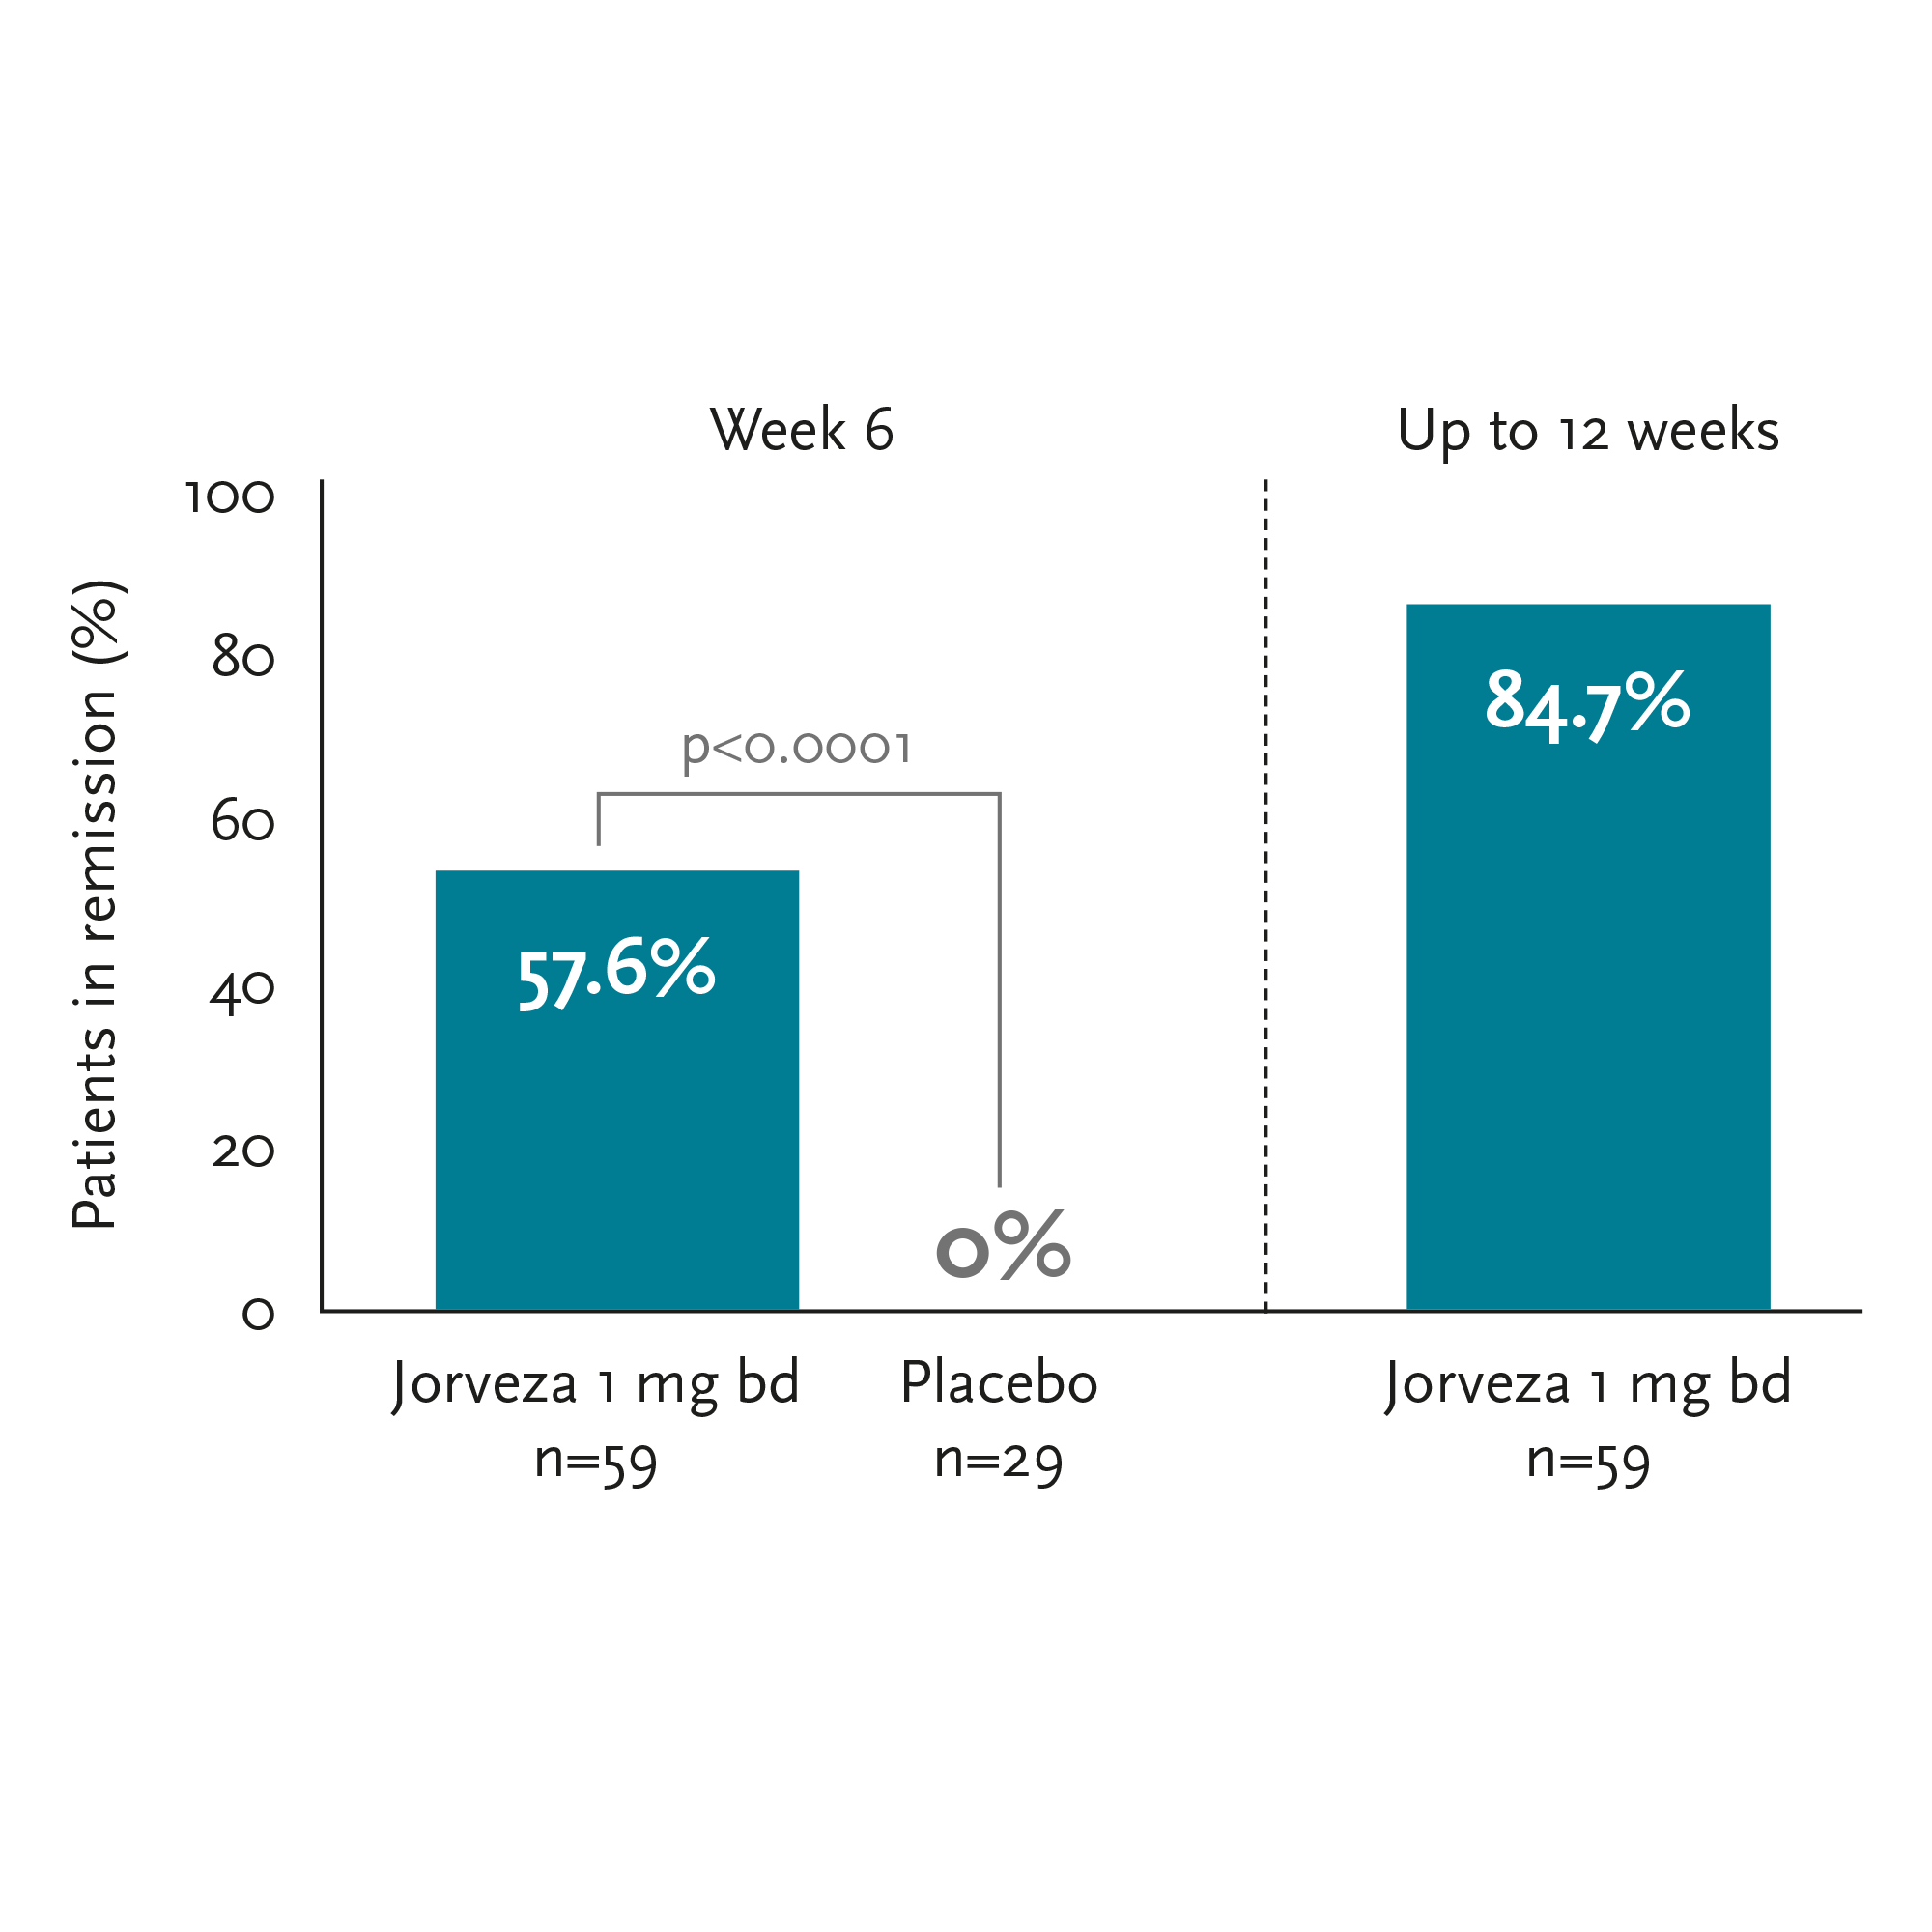 Week 6
Up to 12 weeks
Patients in remission (%)
100
80
60
40
20
0
p<0.0001
57.6%
0%
84.7%
Jorveza 1 mg bd
n=59
Placebo
n=29
Jorveza 1 mg bd
n=59